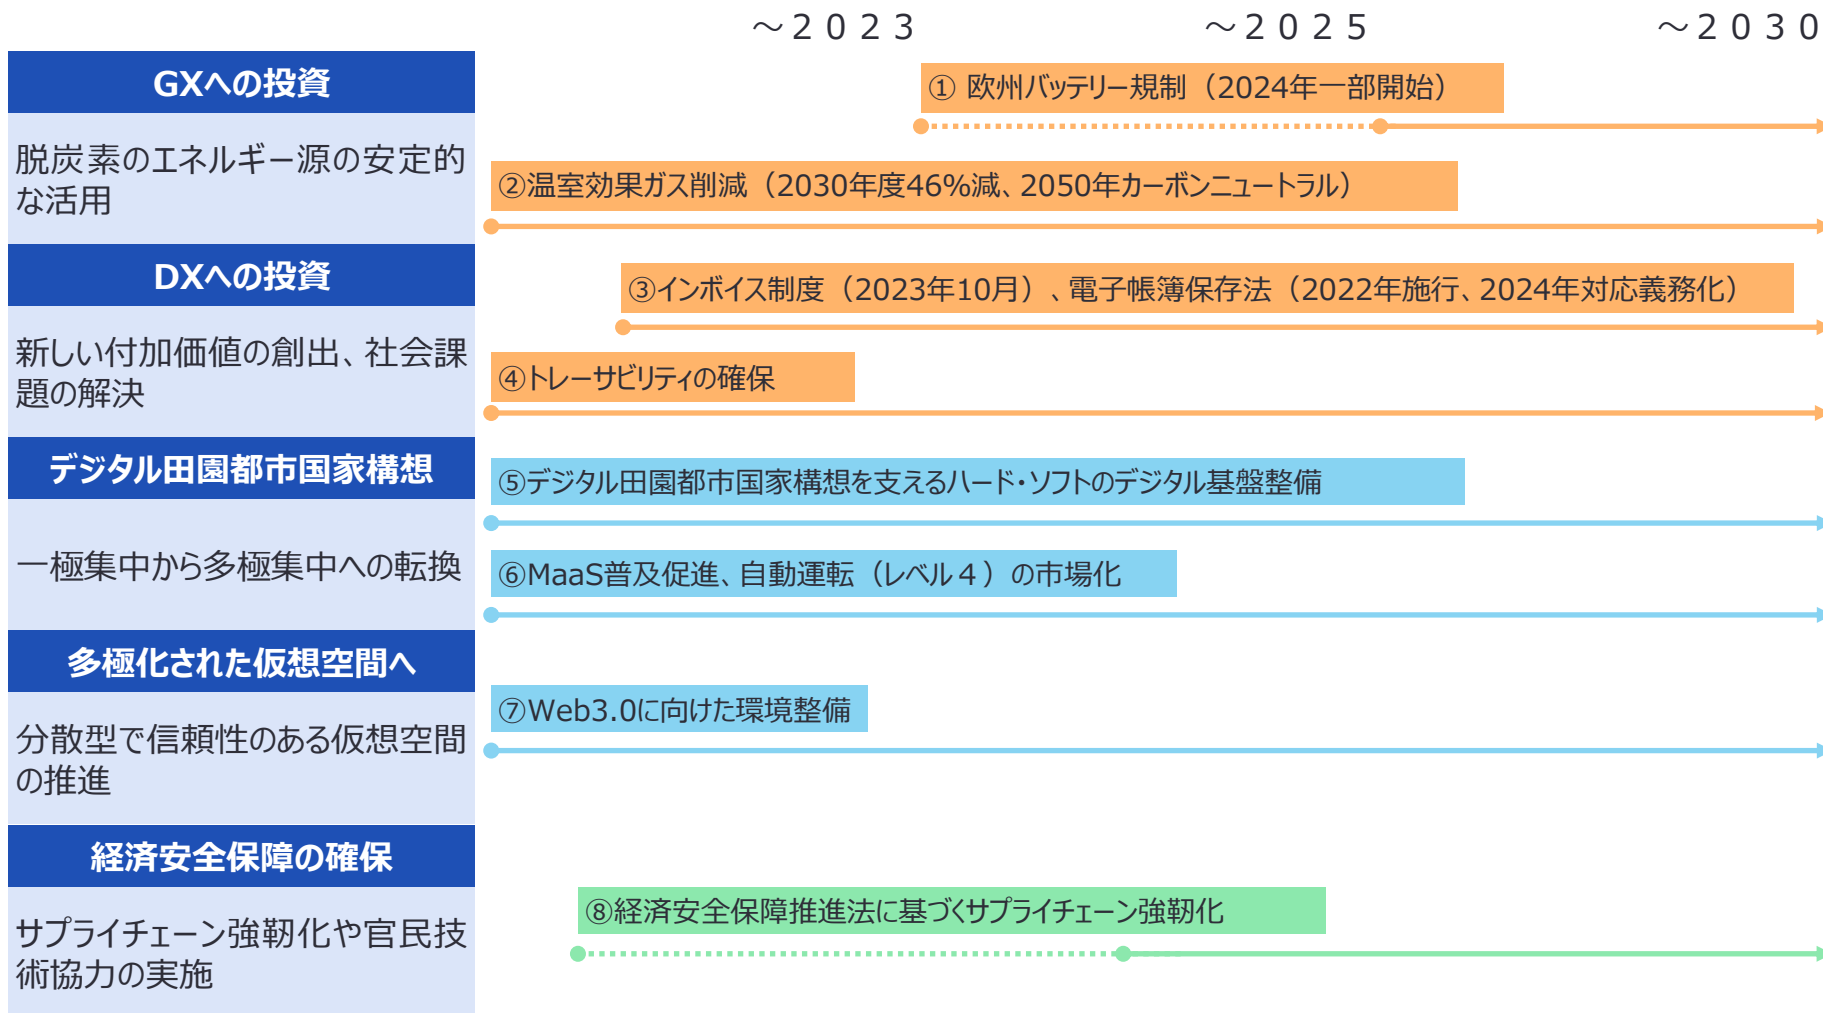 ～２０２３
～２０２５
～２０３０
GXへの投資
① 欧州バッテリー規制（2024年一部開始）
脱炭素のエネルギー源の安定的
な活用
②温室効果ガス削減（2030年度46%減、2050年カーボンニュートラル）
DXへの投資
③インボイス制度（2023年10月）、電子帳簿保存法（2022年施行、2024年対応義務化）
新しい付加価値の創出、社会課
題の解決
④トレーサビリティの確保
デジタル田園都市国家構想
⑤デジタル田園都市国家構想を支えるハード・ソフトのデジタル基盤整備
一極集中から多極集中への転換
⑥MaaS普及促進、自動運転（レベル４）の市場化
多極化された仮想空間へ
⑦Web3.0に向けた環境整備
分散型で信頼性のある仮想空間
の推進
経済安全保障の確保
⑧経済安全保障推進法に基づくサプライチェーン強靭化
サプライチェーン強靭化や官民技
術協力の実施